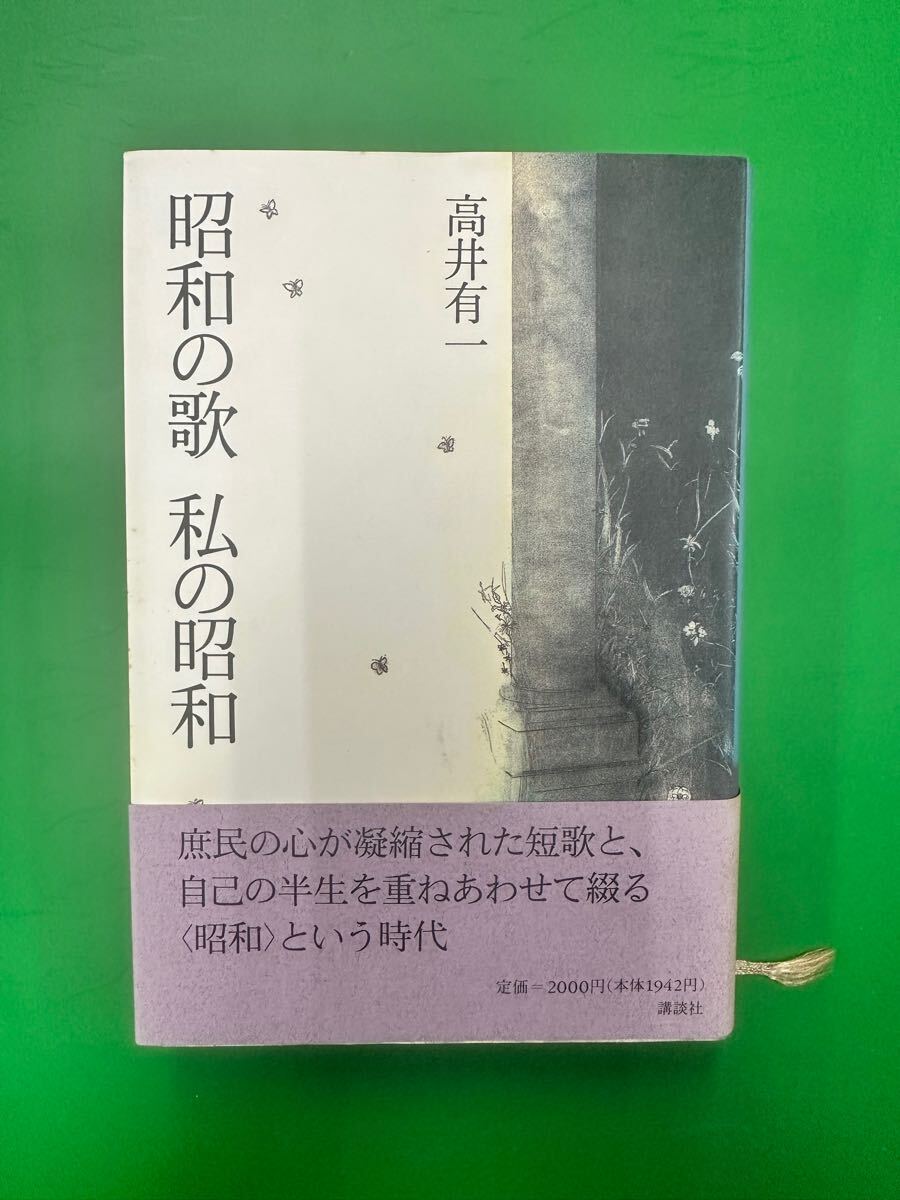 高井有一
昭和の歌 私の昭和
庶民の心が凝縮された短歌と、
自己の半生を重ねあわせて綴る
〈昭和〉という時代
定価=2000円(本体1942円)
講談社